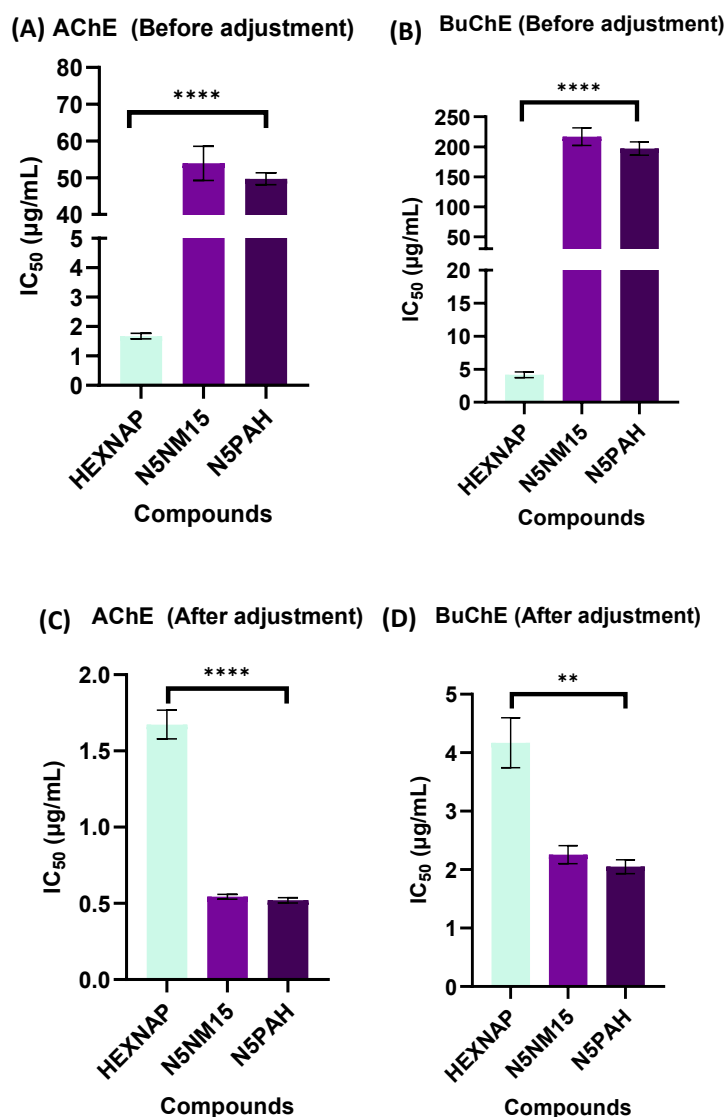 (A) AChE (Before adjustment)
80
70
60
50
40
5
4
3
2
1
0
IC50 (µg/mL)
****
HEXNAP
N5NM15
N5PAH
Compounds
(B) BuChE (Before adjustment)
250
200
150
100
50
20
15
10
5
0
IC50 (µg/mL)
****
HEXNAP
N5NM15
N5PAH
Compounds
(C) AChE (After adjustment)
2.0
1.5
1.0
0.5
0.0
IC50 (µg/mL)
****
HEXNAP
N5NM15
N5PAH
Compounds
(D) BuChE (After adjustment)
5
4
3
2
1
0
IC50 (µg/mL)
**
HEXNAP
N5NM15
N5PAH
Compounds